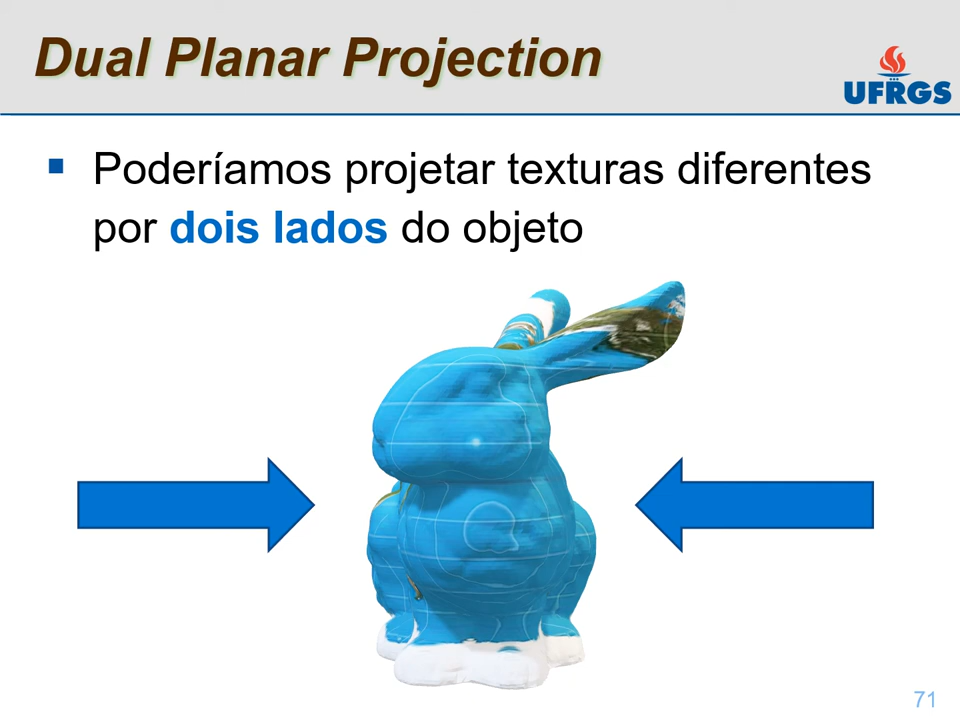 Dual Planar Projection
UFRGS
Poderíamos projetar texturas diferentes
por dois lados do objeto
71